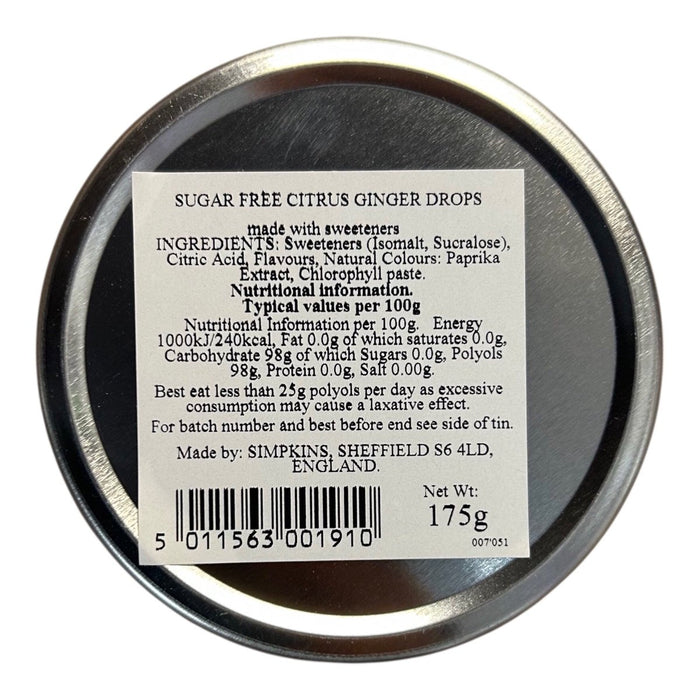 SUGAR FREE CITRUS GINGER DROPS
made with sweeteners
INGREDIENTS: Sweeteners (Isomalt, Sucralose),
Citric Acid, Flavours, Natural Colours: Paprika
Extract, Chlorophyll paste.
Nutritional information.
Typical values per 100g
Nutritional Information per 100g. Energy
1000kJ/240kcal, Fat 0.0g of which saturates 0.0g,
Carbohydrate 98g of which Sugars 0.0g, Polyols
98g, Protein 0.0g, Salt 0.00g.
Best eat less than 25g polyols per day as excessive
consumption may cause a laxative effect.
For batch number and best before end see side of tin.
Made by: SIMPKINS, SHEFFIELD S6 4LD,
ENGLAND.
Net Wt:
175g
5 011563 001910
007'051